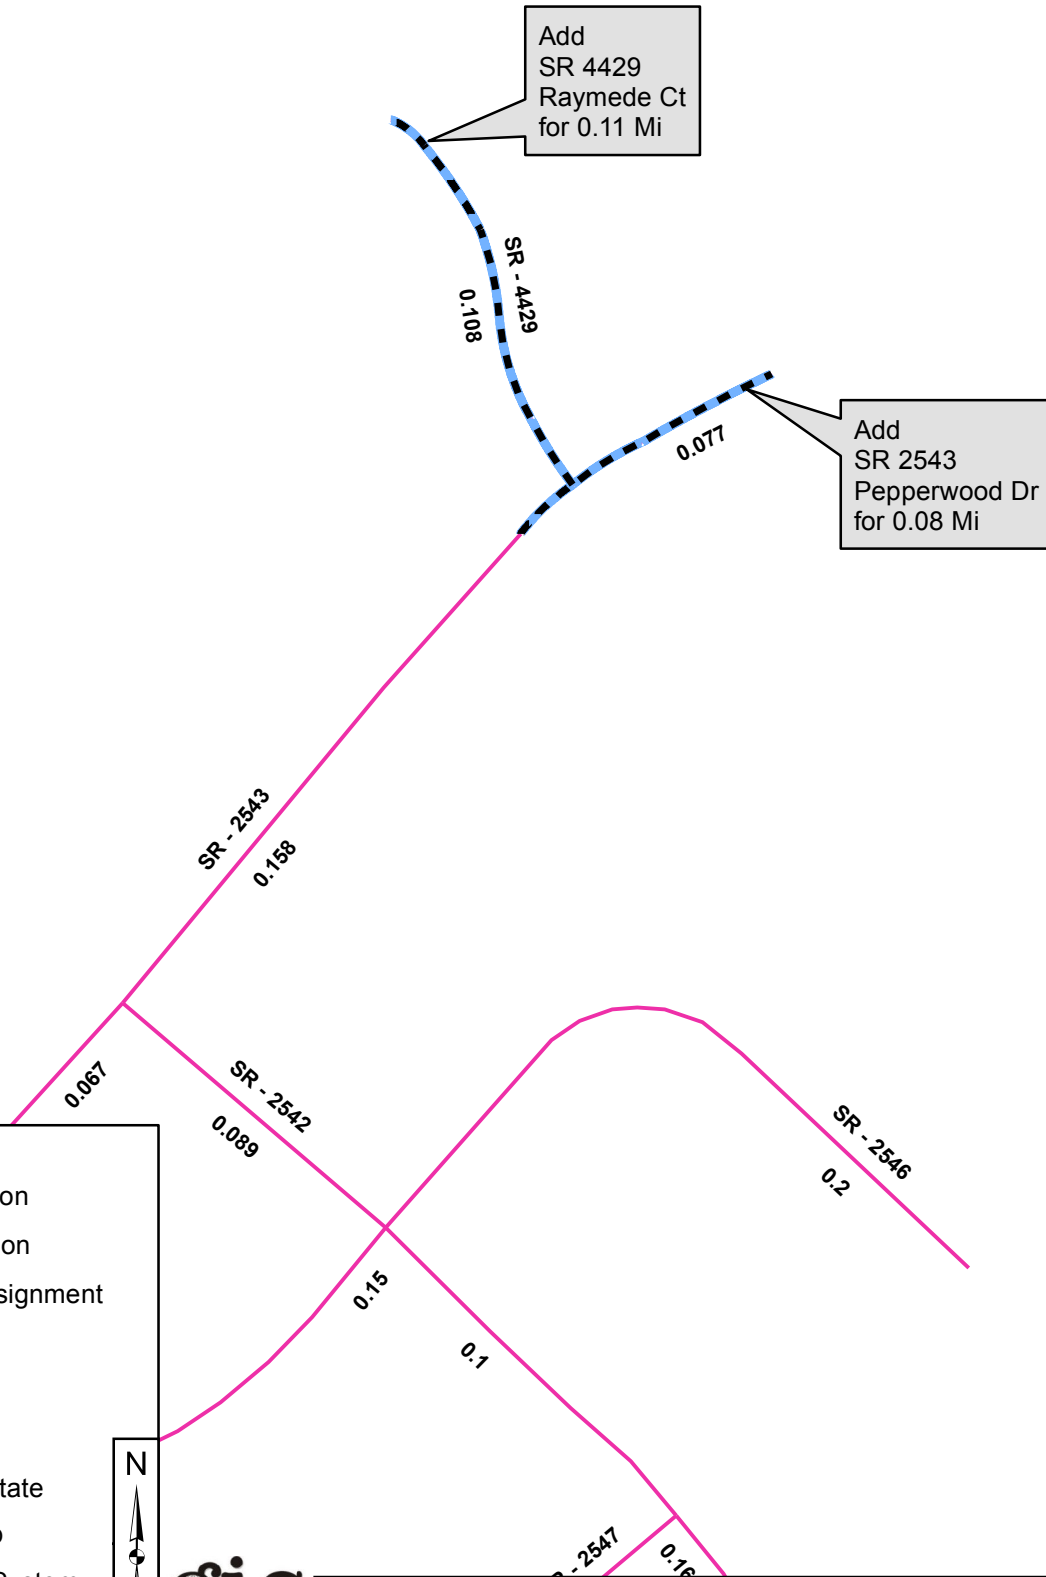 Add
SR 4429
Raymede Ct
for 0.11 Mi
SR - 4429
0.108
0.077
Add
SR 2543
Pepperwood Dr
for 0.08 Mi
SR - 2543
0.158
0.067
SR - 2542
0.089
SR - 2546
0.2
0.15
0.1
on
on
signment
N
tate
- 2547
0.16